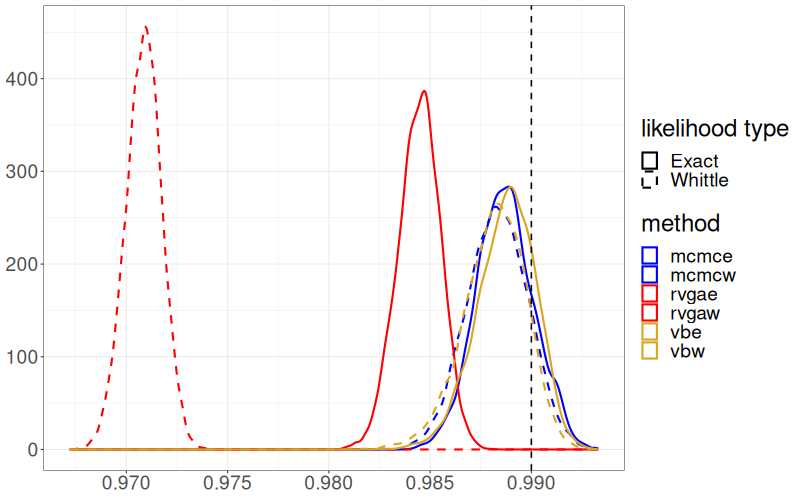 400
300
200
100
0
0.970 0.975 0.980 0.985 0.990
likelihood type
Exact
Whittle
method
mcmce
mcmcw
rvgae
rvgaw
vbe
vbw